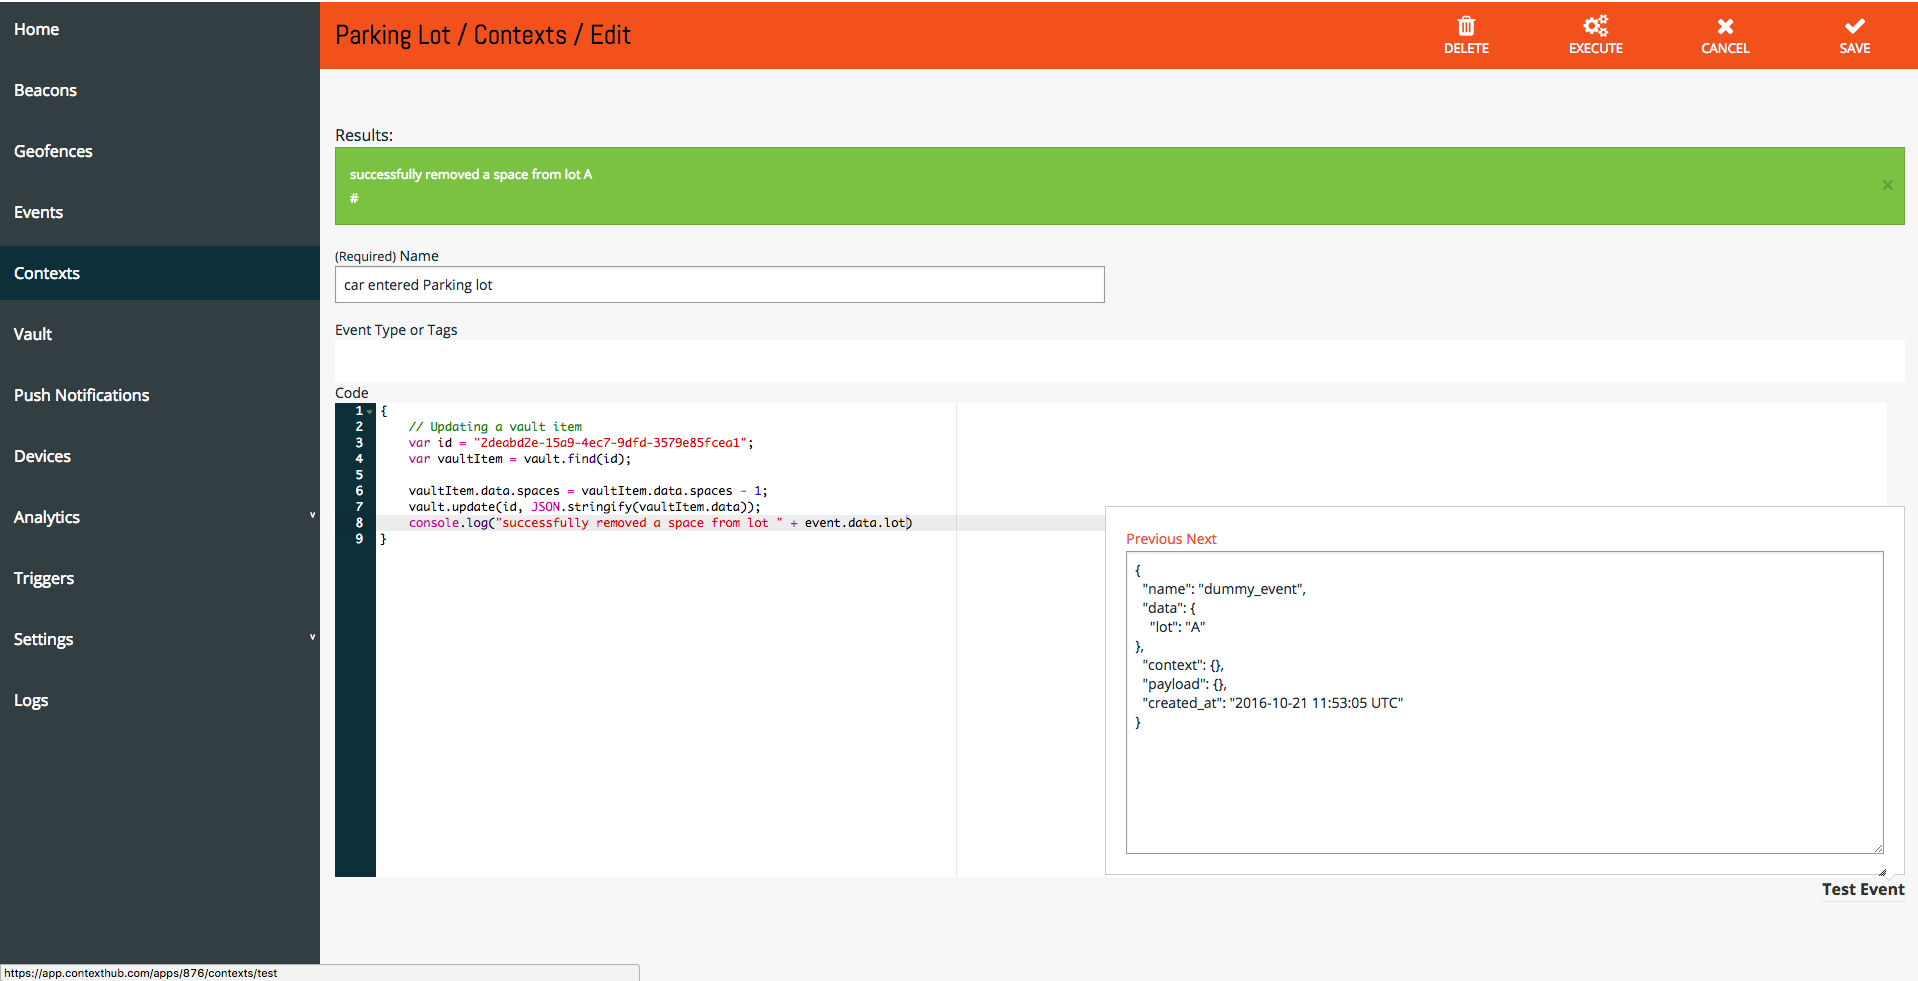 Home
Beacons
Geofences
Events
Contexts
Vault
Push Notifications
Devices
Analytics
Triggers
Settings
Logs
Parking Lot / Contexts / Edit
DELETE
EXECUTE
CANCEL
SAVE
Results:
successfully removed a space from lot A
#
(Required) Name
car entered Parking lot
Event Type or Tags
Code
1 {
2 // Updating a vault item
3 var id = "2deabd2e-15a9-4ec7-9dfd-3579e85fcea1";
4 var vaultItem = vault.find(id);
5
6 vaultItem.data.spaces = vaultItem.data.spaces - 1;
7 vault.update(id, JSON.stringify(vaultItem.data));
8 console.log("successfully removed a space from lot " + event.data.lot)
9 }
Previous Next
{
"name": "dummy_event",
"data": {
"lot": "A"
},
"context": {},
"payload": {},
"created_at": "2016-10-21 11:53:05 UTC"
}
Test Event
https://app.contexthub.com/apps/876/contexts/test